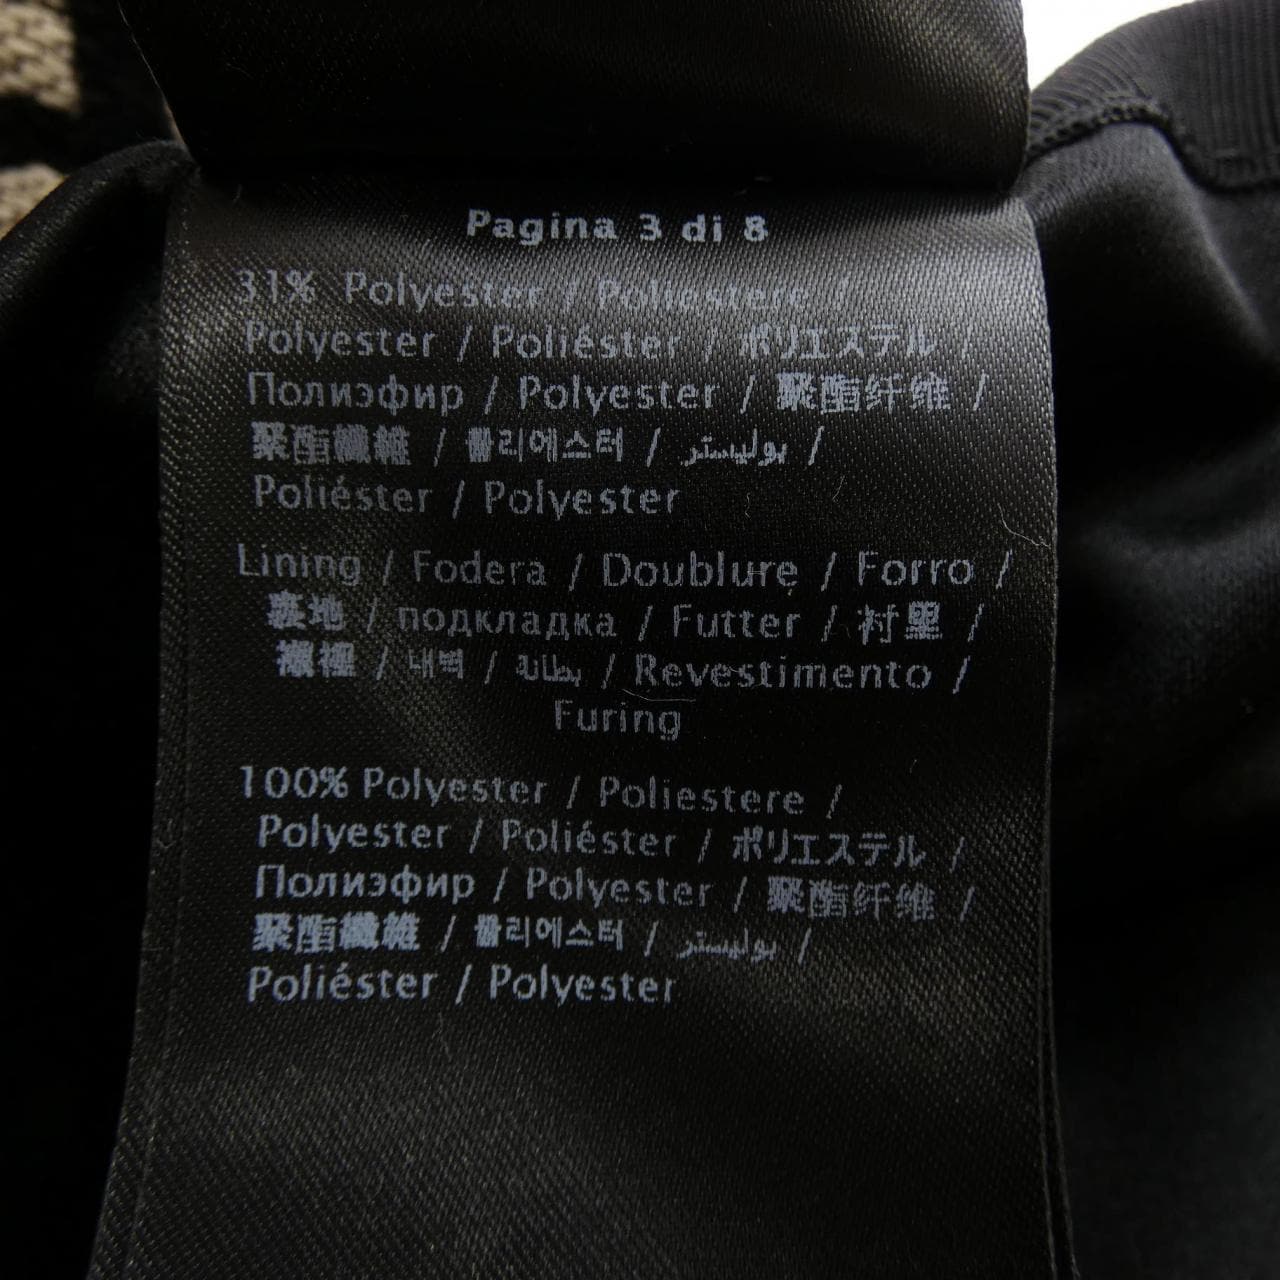 Pagina 3 di 8
31% Polyester / Poliestere /
Polyester / Poliéster / ポリエステル /
Полиэфир / Polyester / 聚酯纤维 /
聚酯纖維 / 폴리에스터 / بوليستر /
Poliéster / Polyester
Lining / Fodera / Doublure / Forro /
裏地 / подкладка / Futter / 衬里 /
襯裡 / 내벽 / بطانة / Revestimento /
Furing
100% Polyester / Poliestere /
Polyester / Poliéster / ポリエステル /
Полиэфир / Polyester / 聚酯纤维 /
聚酯纖維 / 폴리에스터 / بوليستر /
Poliéster / Polyester